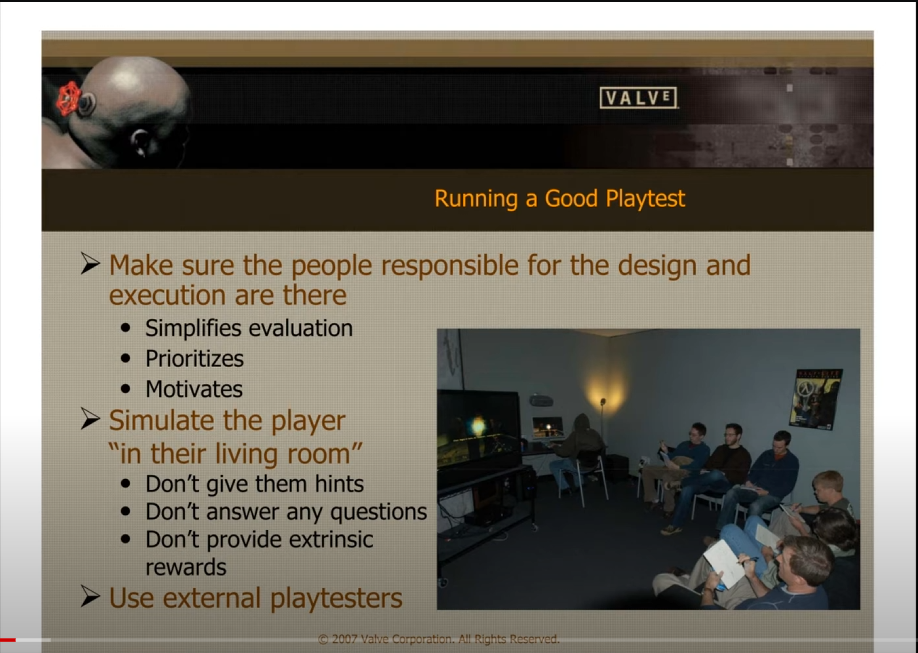 VALVE
Running a Good Playtest
Make sure the people responsible for the design and
execution are there
Simplifies evaluation
Prioritizes
Motivates
Simulate the player
“in their living room”
Don’t give them hints
Don’t answer any questions
Don’t provide extrinsic
rewards
Use external playtesters
© 2007 Valve Corporation. All Rights Reserved.